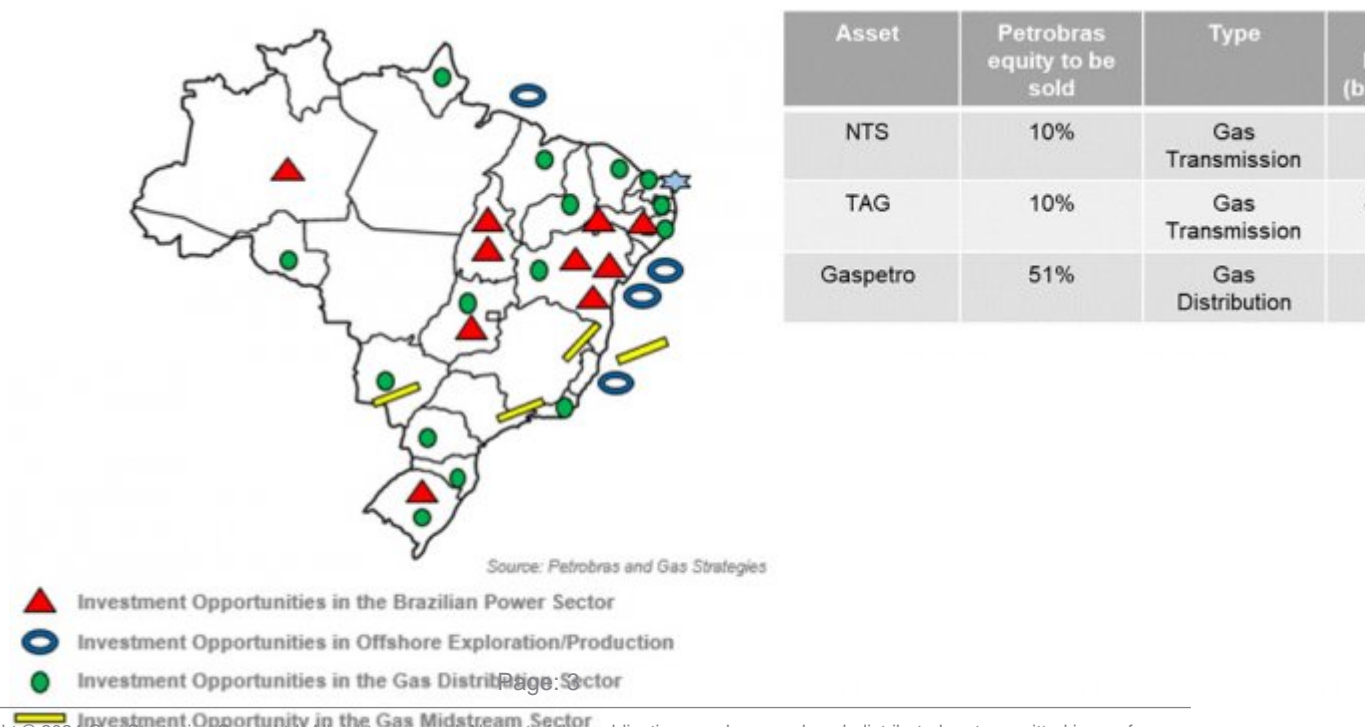 Asset
Petrobras
equity to be
sold
Type
(b
NTS
10%
Gas
Transmission
TAG
10%
Gas
Transmission
Gaspetro
51%
Gas
Distribution
Source: Petrobras and Gas Strategies
Investment Opportunities in the Brazilian Power Sector
Investment Opportunities in Offshore Exploration/Production
Investment Opportunities in the Gas Distribution Sector
Page: 3
Investment Opportunity in the Gas Midstream Sector